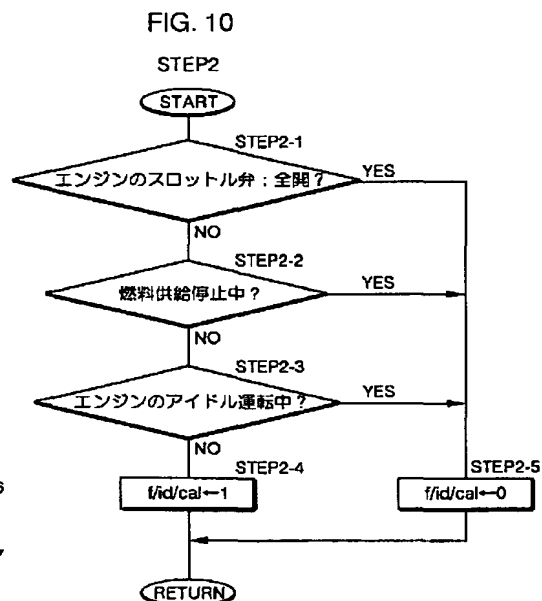 FIG. 10
STEP2
START
STEP2-1
エンジンのスロットル弁：全開？
YES
NO
STEP2-2
燃料供給停止中？
YES
NO
STEP2-3
エンジンのアイドル運転中？
YES
NO
STEP2-4
f/id/cal←1
STEP2-5
f/id/cal←0
RETURN